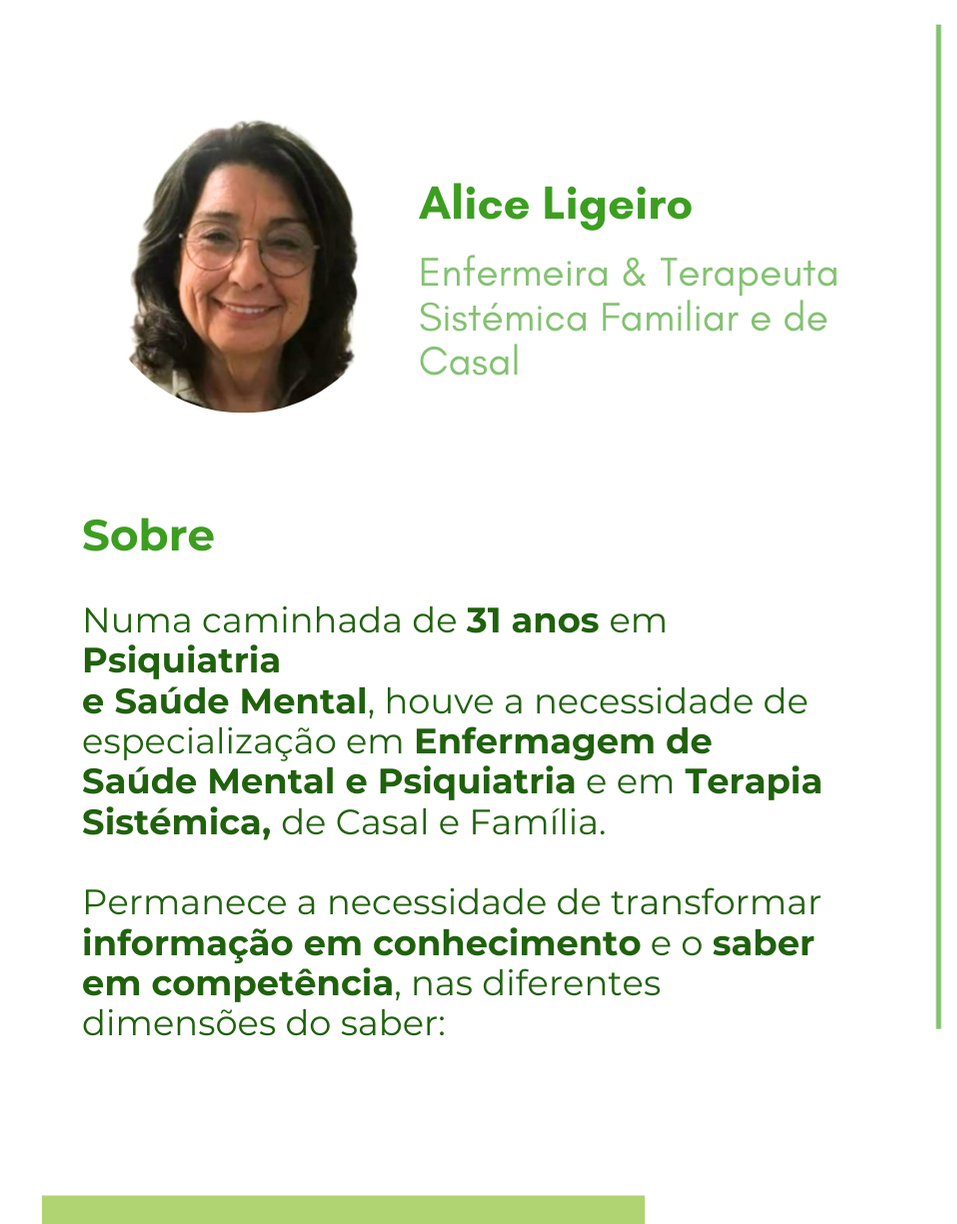 Alice Ligeiro
Enfermeira & Terapeuta
Sistémica Familiar e de
Casal
Sobre
Numa caminhada de 31 anos em
Psiquiatria
e Saúde Mental, houve a necessidade de
especialização em Enfermagem de
Saúde Mental e Psiquiatria e em Terapia
Sistémica, de Casal e Família.
Permanece a necessidade de transformar
informação em conhecimento e o saber
em competência, nas diferentes
dimensões do saber: